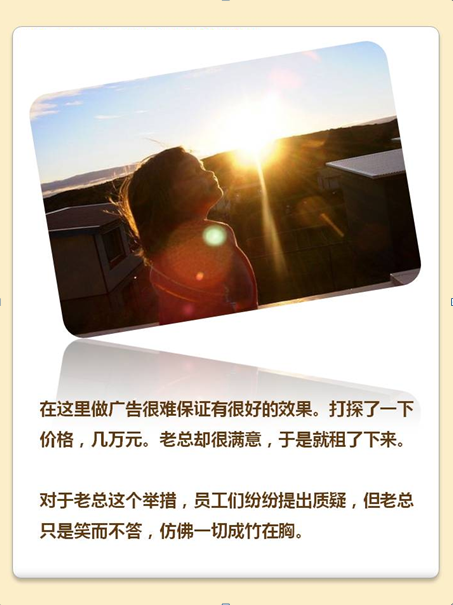 在这里做广告很难保证有很好的效果。打探了一下
价格，几万元。老总却很满意，于是就租了下来。
对于老总这个举措，员工们纷纷提出质疑，但老总
只是笑而不答，仿佛一切成竹在胸。